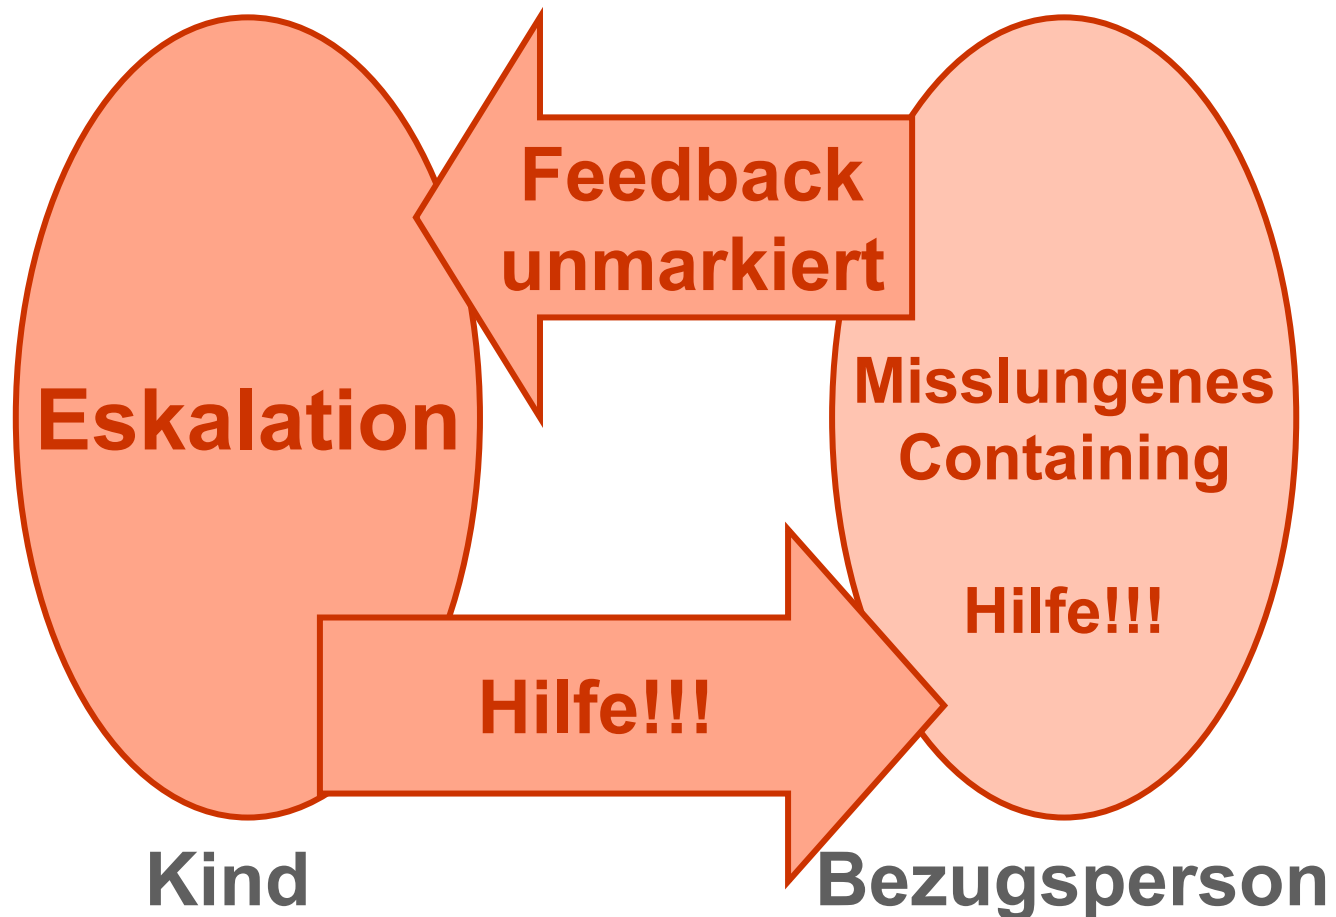 Feedback
unmarkiert
Eskalation
Misslungenes
Containing
Hilfe!!!
Hilfe!!!
Kind
Bezugsperson